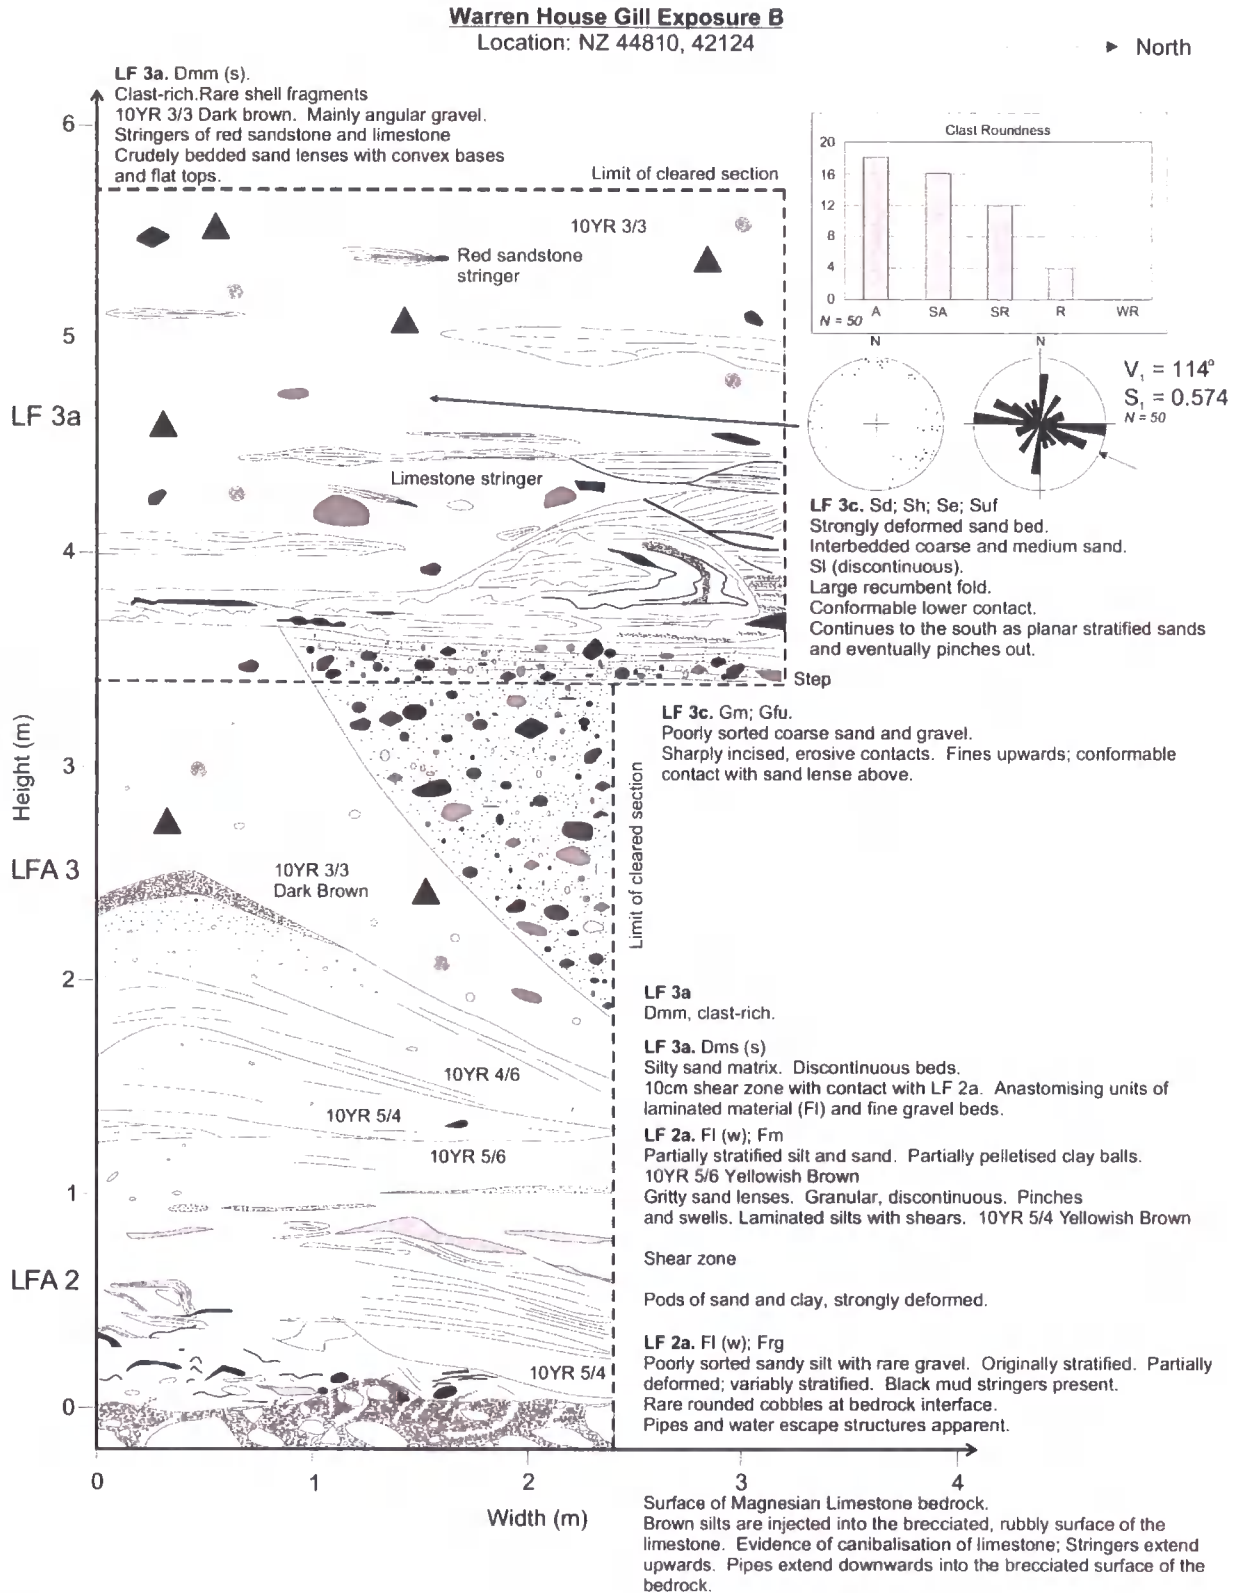 Warren House Gill Exposure B
Location: NZ 44810, 42124
North
LF 3a. Dmm (s).
Clast-rich.Rare shell fragments
10YR 3/3 Dark brown. Mainly angular gravel.
Stringers of red sandstone and limestone
Crudely bedded sand lenses with convex bases
and flat tops.
Limit of cleared section
10YR 3/3
Red sandstone
stringer
Limestone stringer
Clast Roundness
20
16
12
8
4
0
A SA SR R WR
N = 50
N
N
V₁ = 114°
S₁ = 0.574
N = 50
LF 3c. Sd; Sh; Se; Suf
Strongly deformed sand bed.
Interbedded coarse and medium sand.
Sl (discontinuous).
Large recumbent fold.
Conformable lower contact.
Continues to the south as planar stratified sands
and eventually pinches out.
Step
LF 3c. Gm; Gfu.
Poorly sorted coarse sand and gravel.
Sharply incised, erosive contacts. Fines upwards; conformable
contact with sand lense above.
Limit of cleared section
10YR 3/3
Dark Brown
LF 3a
Dmm, clast-rich.
LF 3a. Dms (s)
Silty sand matrix. Discontinuous beds.
10cm shear zone with contact with LF 2a. Anastomising units of
laminated material (Fl) and fine gravel beds.
10YR 4/6
10YR 5/4
10YR 5/6
LF 2a. Fl (w); Fm
Partially stratified silt and sand. Partially pelletised clay balls.
10YR 5/6 Yellowish Brown
Gritty sand lenses. Granular, discontinuous. Pinches
and swells. Laminated silts with shears. 10YR 5/4 Yellowish Brown
Shear zone
Pods of sand and clay, strongly deformed.
LF 2a. Fl (w); Frg
Poorly sorted sandy silt with rare gravel. Originally stratified. Partially
deformed; variably stratified. Black mud stringers present.
Rare rounded cobbles at bedrock interface.
Pipes and water escape structures apparent.
10YR 5/4
6
5
LF 3a
4
Height (m)
3
LFA 3
2
1
LFA 2
0
0 1 2 3 4
Width (m)
Surface of Magnesian Limestone bedrock.
Brown silts are injected into the brecciated, rubbly surface of the
limestone. Evidence of canibalisation of limestone; Stringers extend
upwards. Pipes extend downwards into the brecciated surface of the
bedrock.